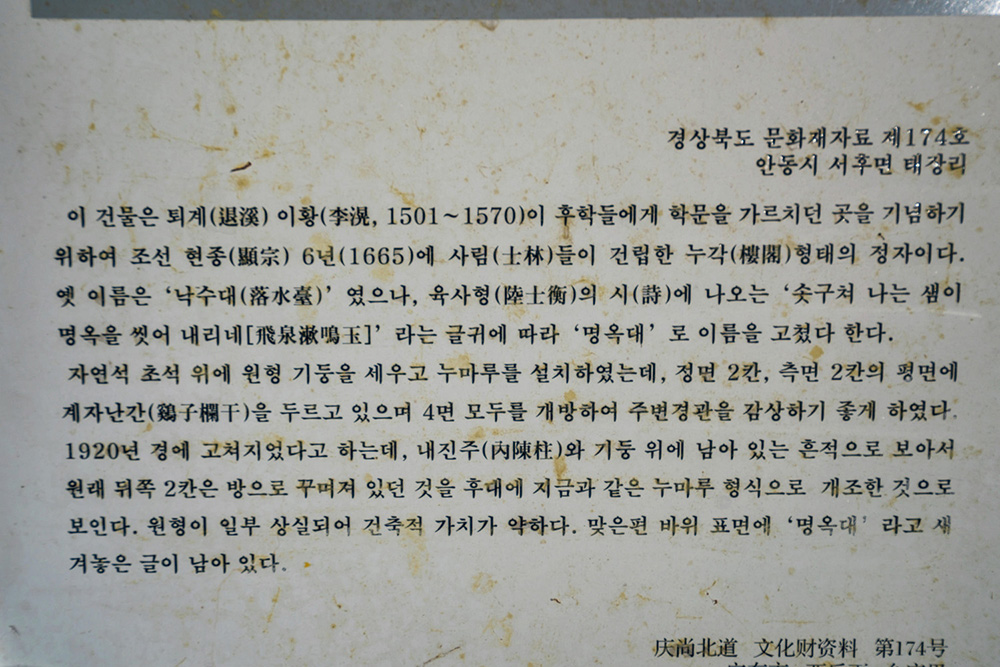 경상북도 문화재자료 제174호
안동시 서후면 태장리
이 건물은 퇴계(退溪) 이황(李滉, 1501～1570)이 후학들에게 학문을 가르치던 곳을 기념하기
위하여 조선 현종(顯宗) 6년(1665)에 사림(士林)들이 건립한 누각(樓閣)형태의 정자이다.
옛 이름은 ‘낙수대(落水臺)’ 였으나, 육사형(陸士衡)의 시(詩)에 나오는 ‘솟구쳐 나는 샘이
명옥을 씻어 내리네[飛泉漱鳴玉]’ 라는 글귀에 따라 ‘명옥대’ 로 이름을 고쳤다 한다.
자연석 초석 위에 원형 기둥을 세우고 누마루를 설치하였는데, 정면 2칸, 측면 2칸의 평면에
계자난간(鷄子欄干)을 두르고 있으며 4면 모두를 개방하여 주변경관을 감상하기 좋게 하였다.
1920년 경에 고쳐지었다고 하는데, 내진주(內陳柱)와 기둥 위에 남아 있는 흔적으로 보아서
원래 뒤쪽 2칸은 방으로 꾸며져 있던 것을 후대에 지금과 같은 누마루 형식으로 개조한 것으로
보인다. 원형이 일부 상실되어 건축적 가치가 약하다. 맞은편 바위 표면에 ‘명옥대’ 라고 새
겨놓은 글이 남아 있다.
庆尚北道 文化财资料 第174号